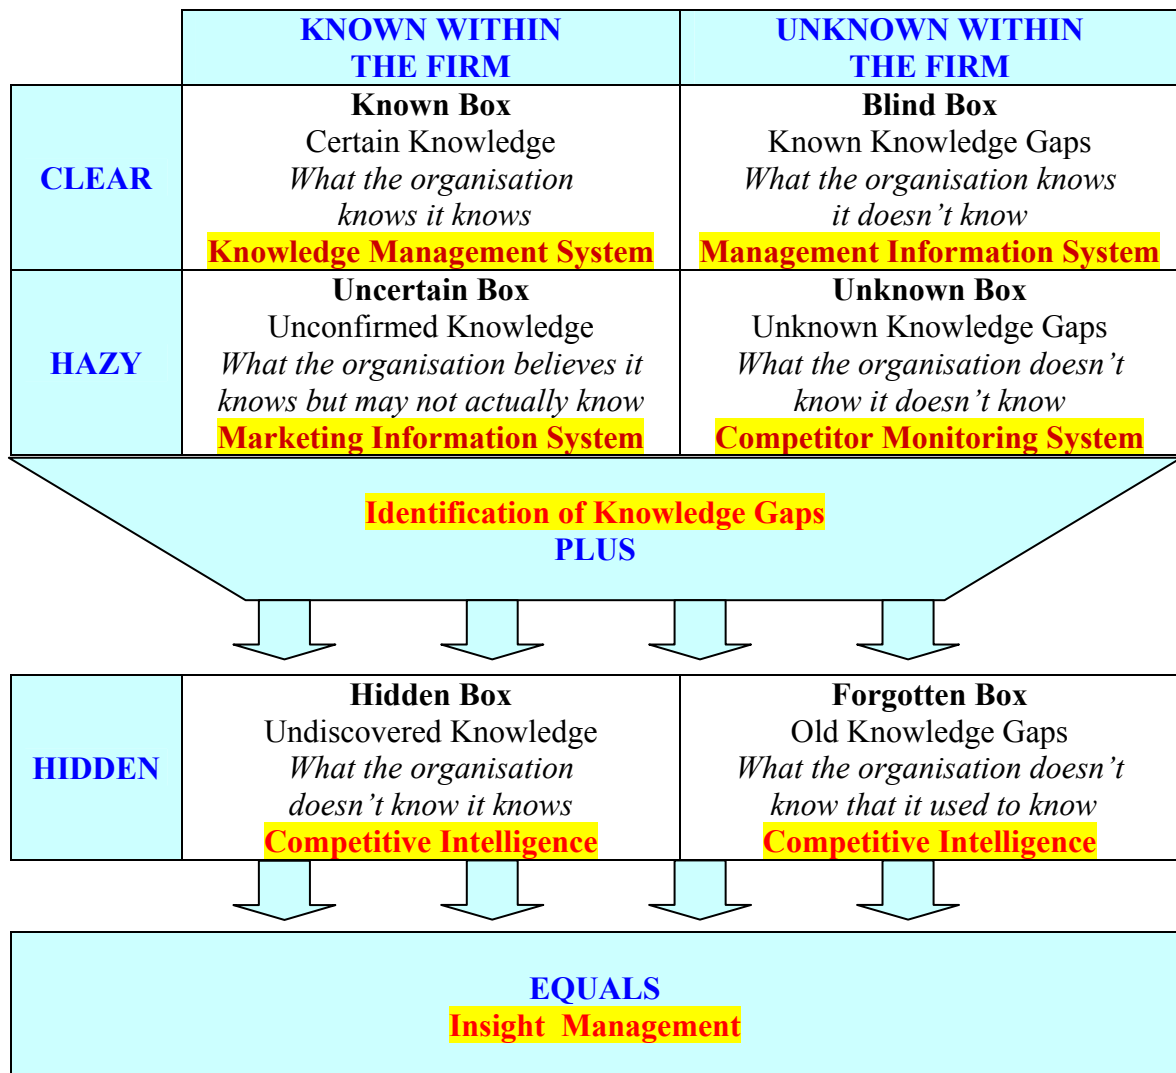 KNOWN WITHIN
THE FIRM
UNKNOWN WITHIN
THE FIRM
CLEAR
Known Box
Certain Knowledge
What the organisation
knows it knows
Knowledge Management System
Blind Box
Known Knowledge Gaps
What the organisation knows
it doesn’t know
Management Information System
HAZY
Uncertain Box
Unconfirmed Knowledge
What the organisation believes it
knows but may not actually know
Marketing Information System
Unknown Box
Unknown Knowledge Gaps
What the organisation doesn’t
know it doesn’t know
Competitor Monitoring System
Identification of Knowledge Gaps
PLUS
HIDDEN
Hidden Box
Undiscovered Knowledge
What the organisation
doesn’t know it knows
Competitive Intelligence
Forgotten Box
Old Knowledge Gaps
What the organisation doesn’t
know that it used to know
Competitive Intelligence
EQUALS
Insight Management